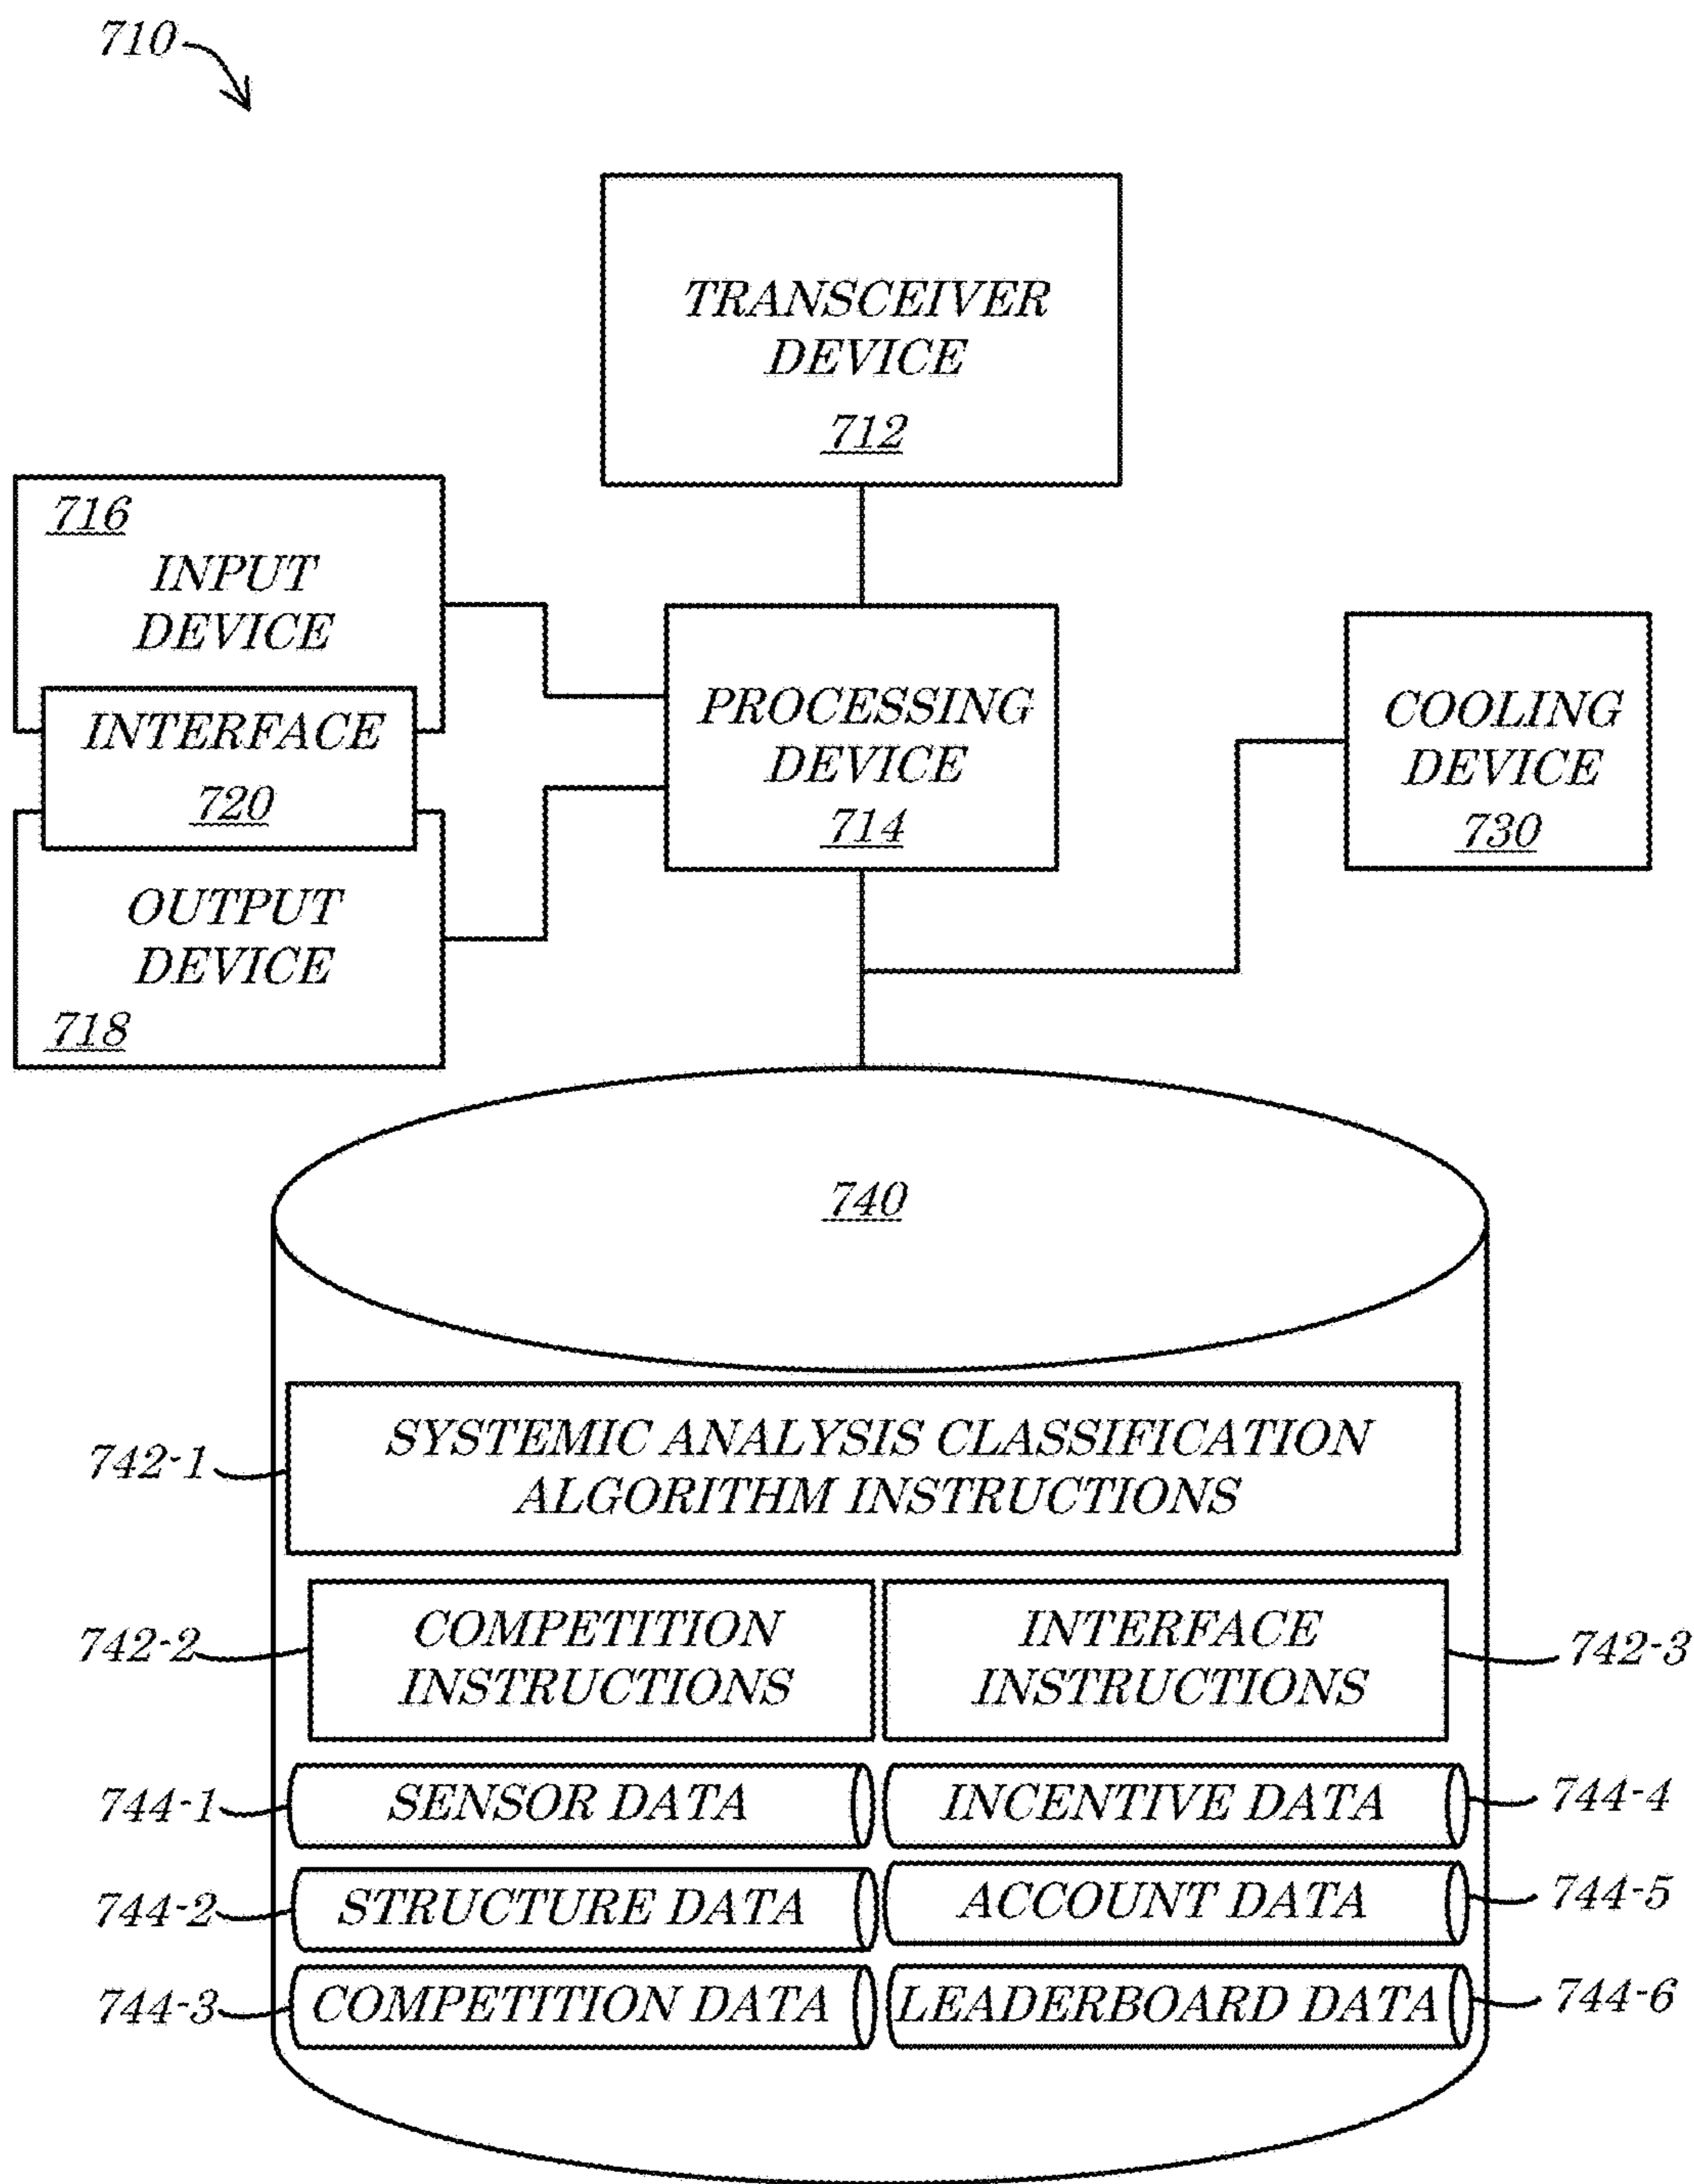 710
TRANSCEIVER
DEVICE
712
716
INPUT
DEVICE
INTERFACE
720
OUTPUT
DEVICE
718
PROCESSING
DEVICE
714
COOLING
DEVICE
730
740
742-1
SYSTEMIC ANALYSIS CLASSIFICATION
ALGORITHM INSTRUCTIONS
742-2
COMPETITION
INSTRUCTIONS
INTERFACE
INSTRUCTIONS
742-3
744-1
SENSOR DATA
INCENTIVE DATA
744-4
744-2
STRUCTURE DATA
ACCOUNT DATA
744-5
744-3
COMPETITION DATA
LEADERBOARD DATA
744-6